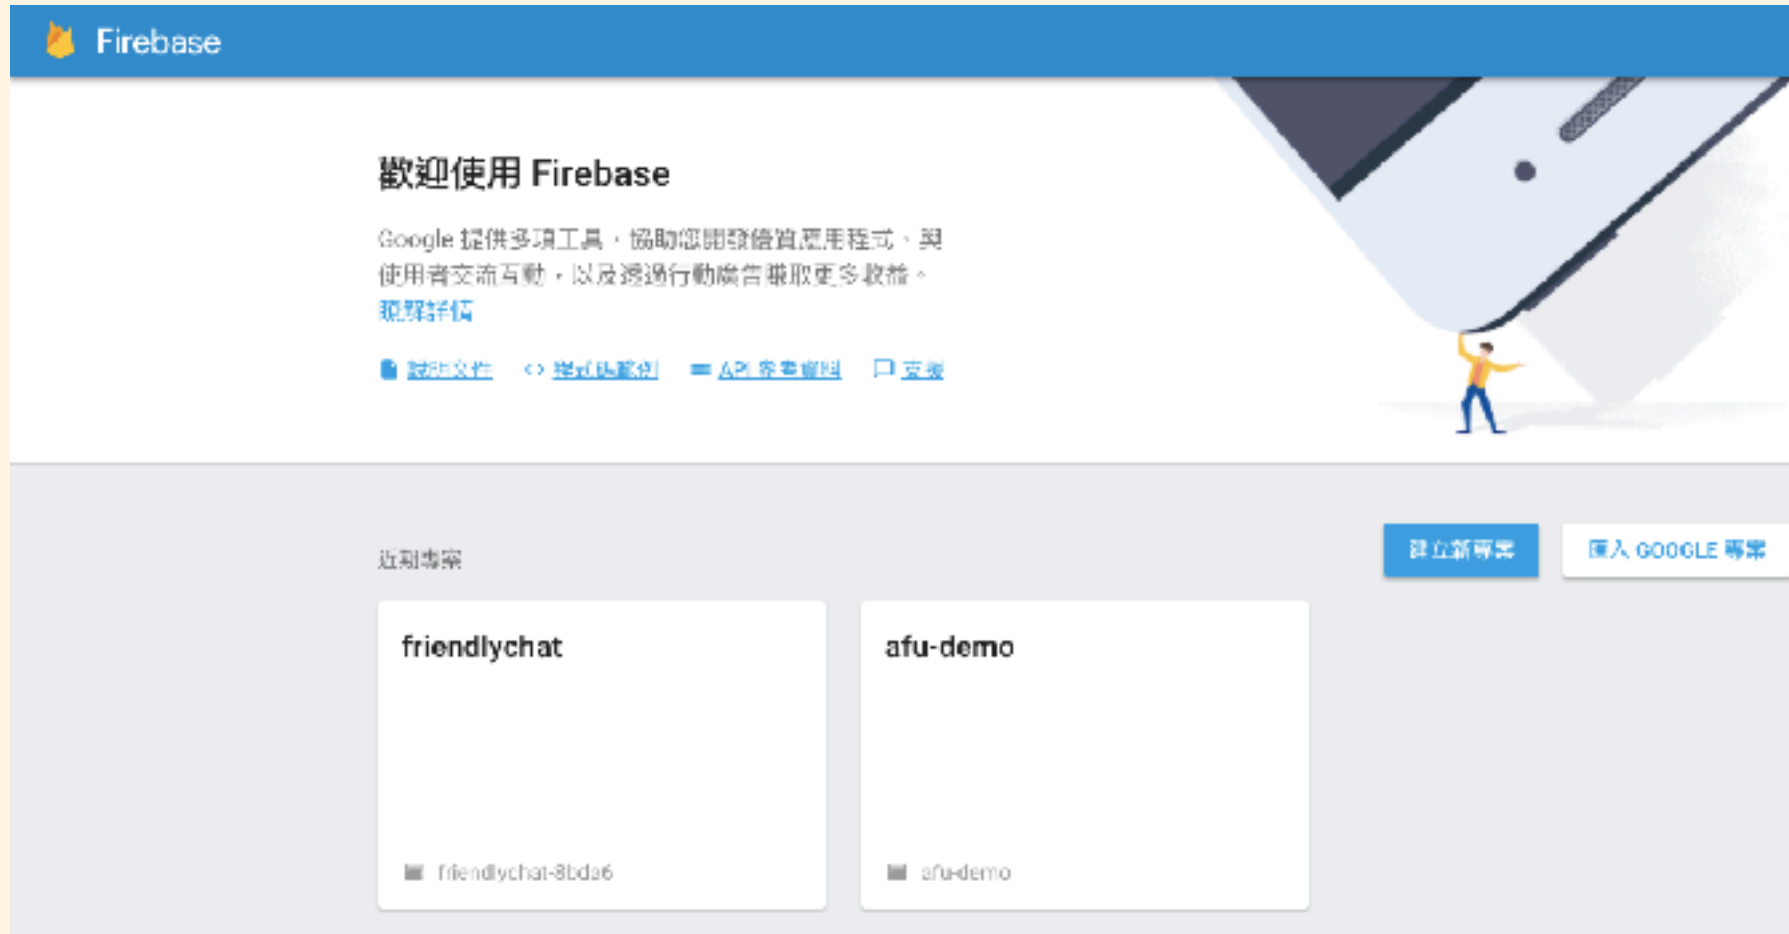 Firebase
歡迎使用 Firebase
Google 提供多項工具，協助您開發優質應用程式、與
使用者交流互動，以及透過行動廣告賺取更多收益。
瞭解詳情
說明文件 程式碼範例 API 參考資料 支援
近期專案
建立新專案 匯入 GOOGLE 專案
friendlychat afu-demo
friendlychat-8bda6 afu-demo